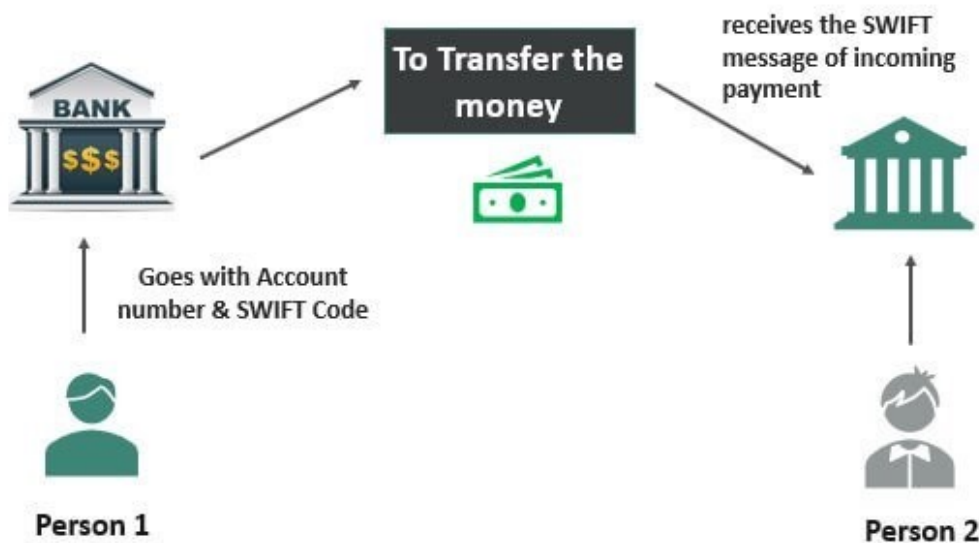 BANK
$$$
To Transfer the
money
receives the SWIFT
message of incoming
payment
Goes with Account
number & SWIFT Code
Person 1
Person 2